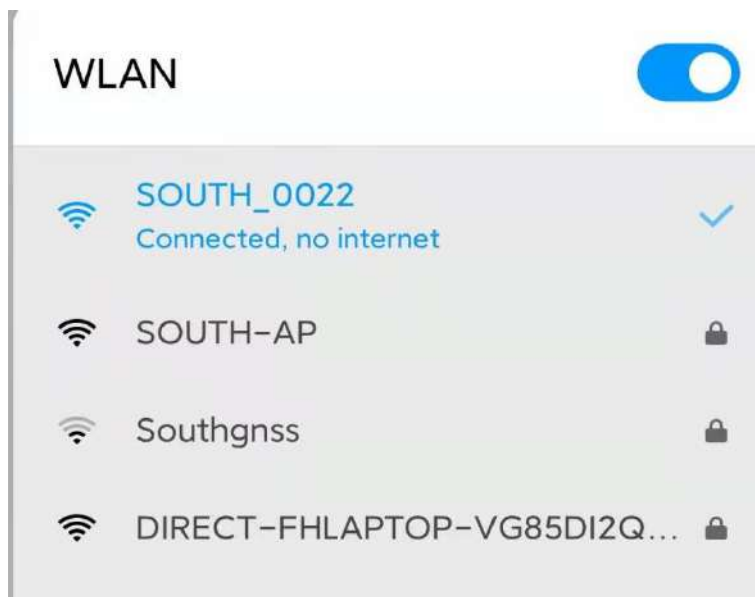 WLAN
SOUTH_0022
Connected, no internet
SOUTH-AP
Southgnss
DIRECT-FHLAPTOP-VG85DI2Q...